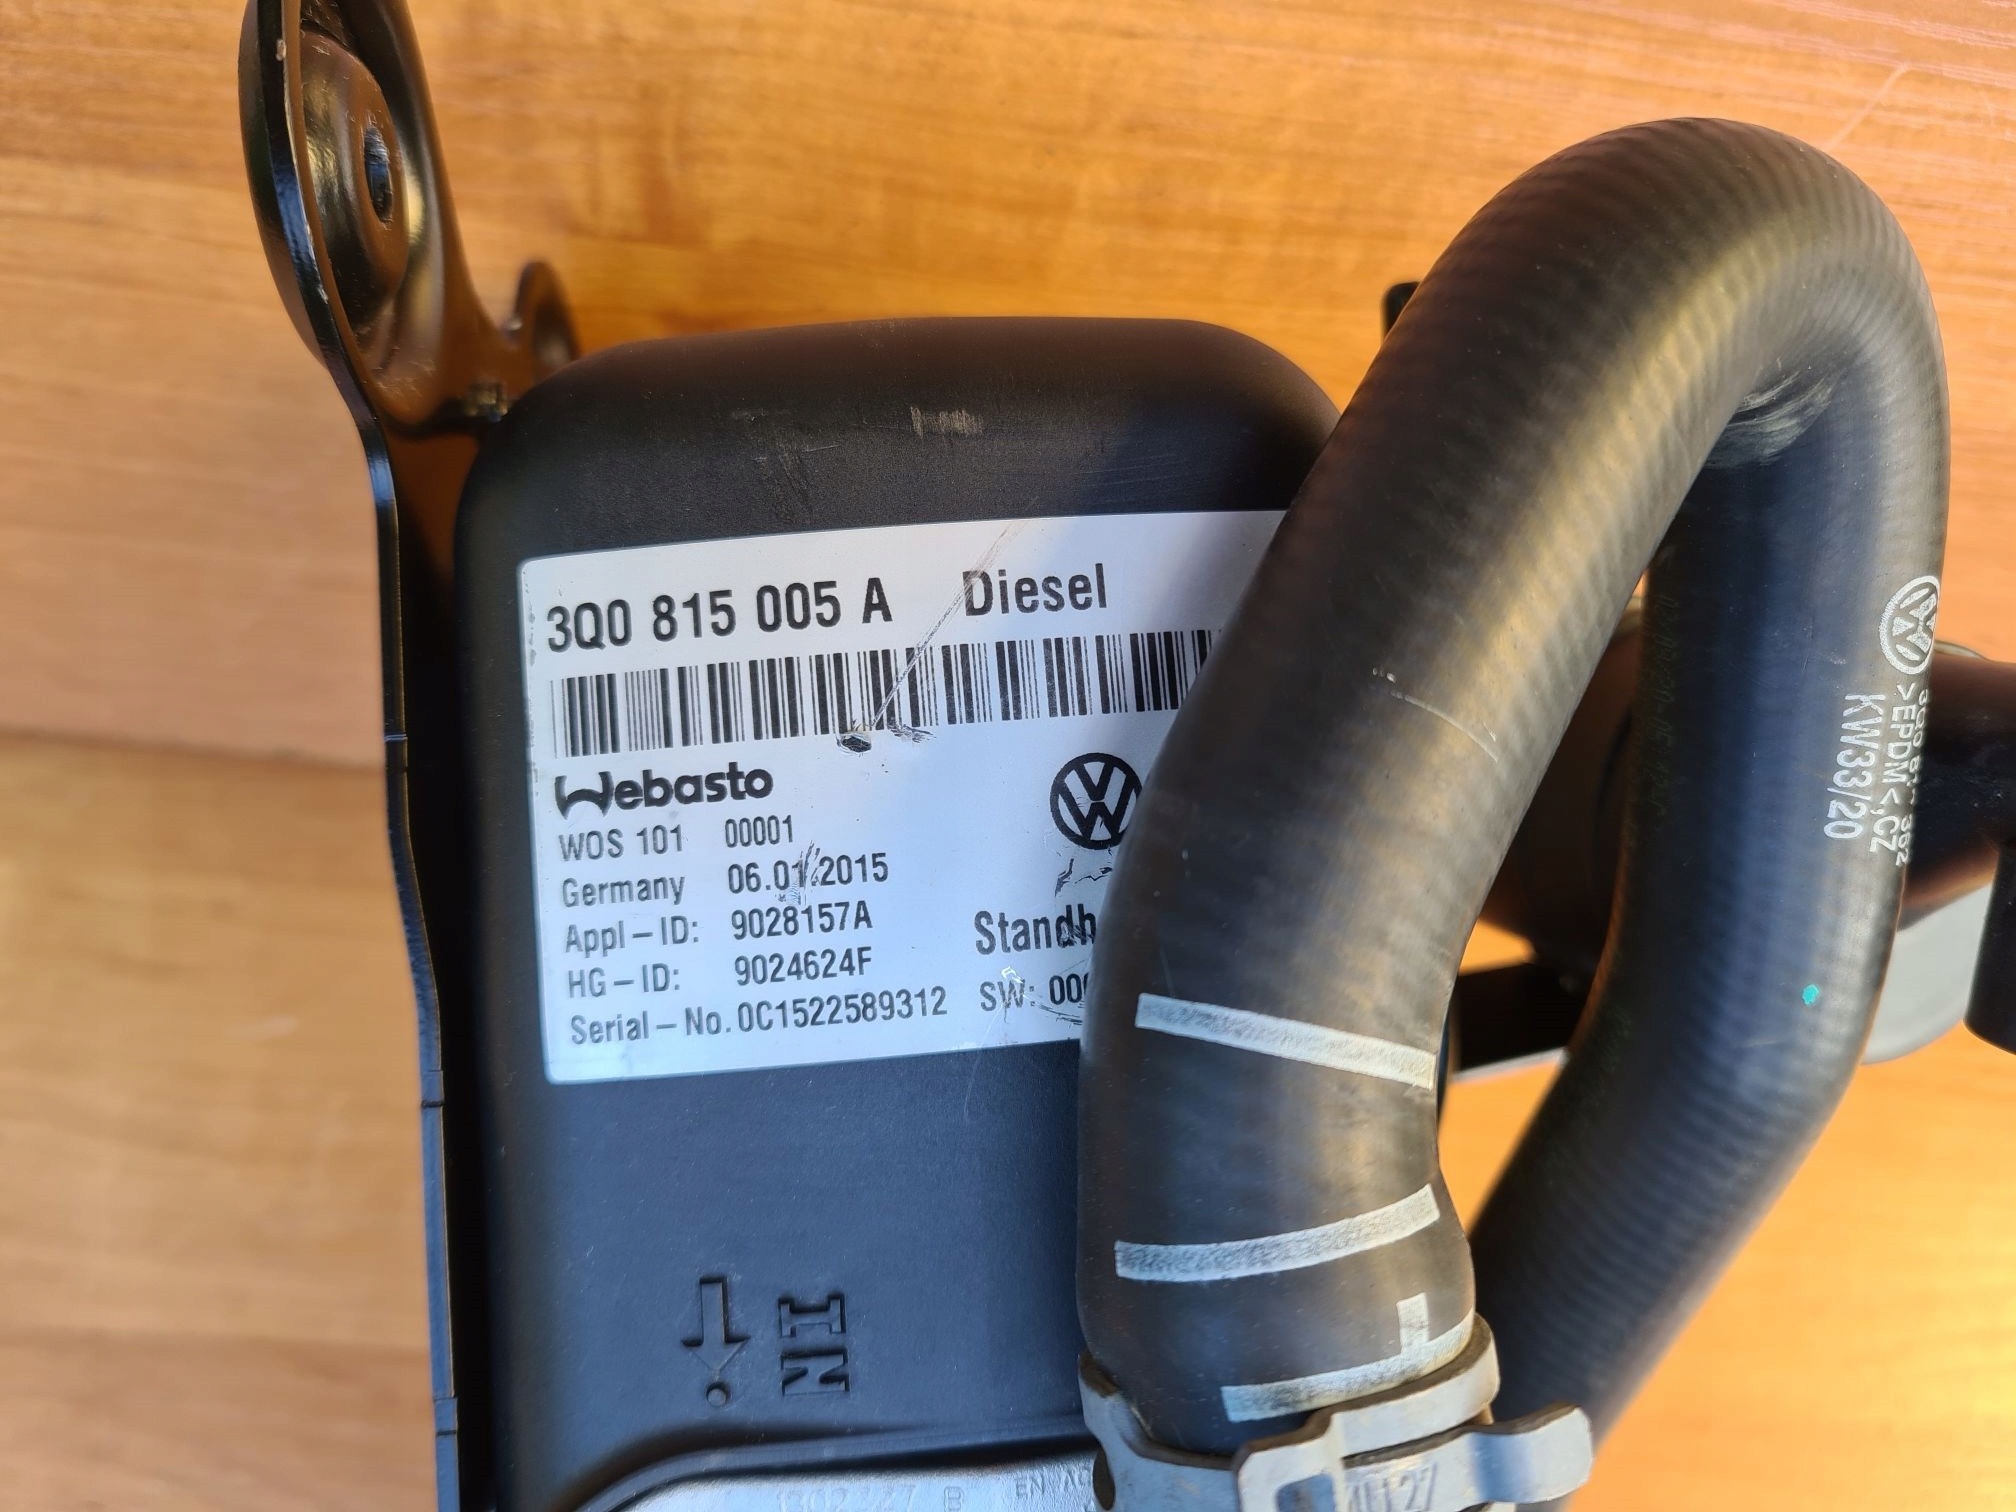 3Q0 815 005 A Diesel
Webasto
WOS 101 00001
Germany 06.01.2015
Appl-ID: 9028157A
HG-ID: 9024624F
Serial-No. 0C1522589312
Standh
SW: 00
IN
>EPDM<,CZ
KW33/20